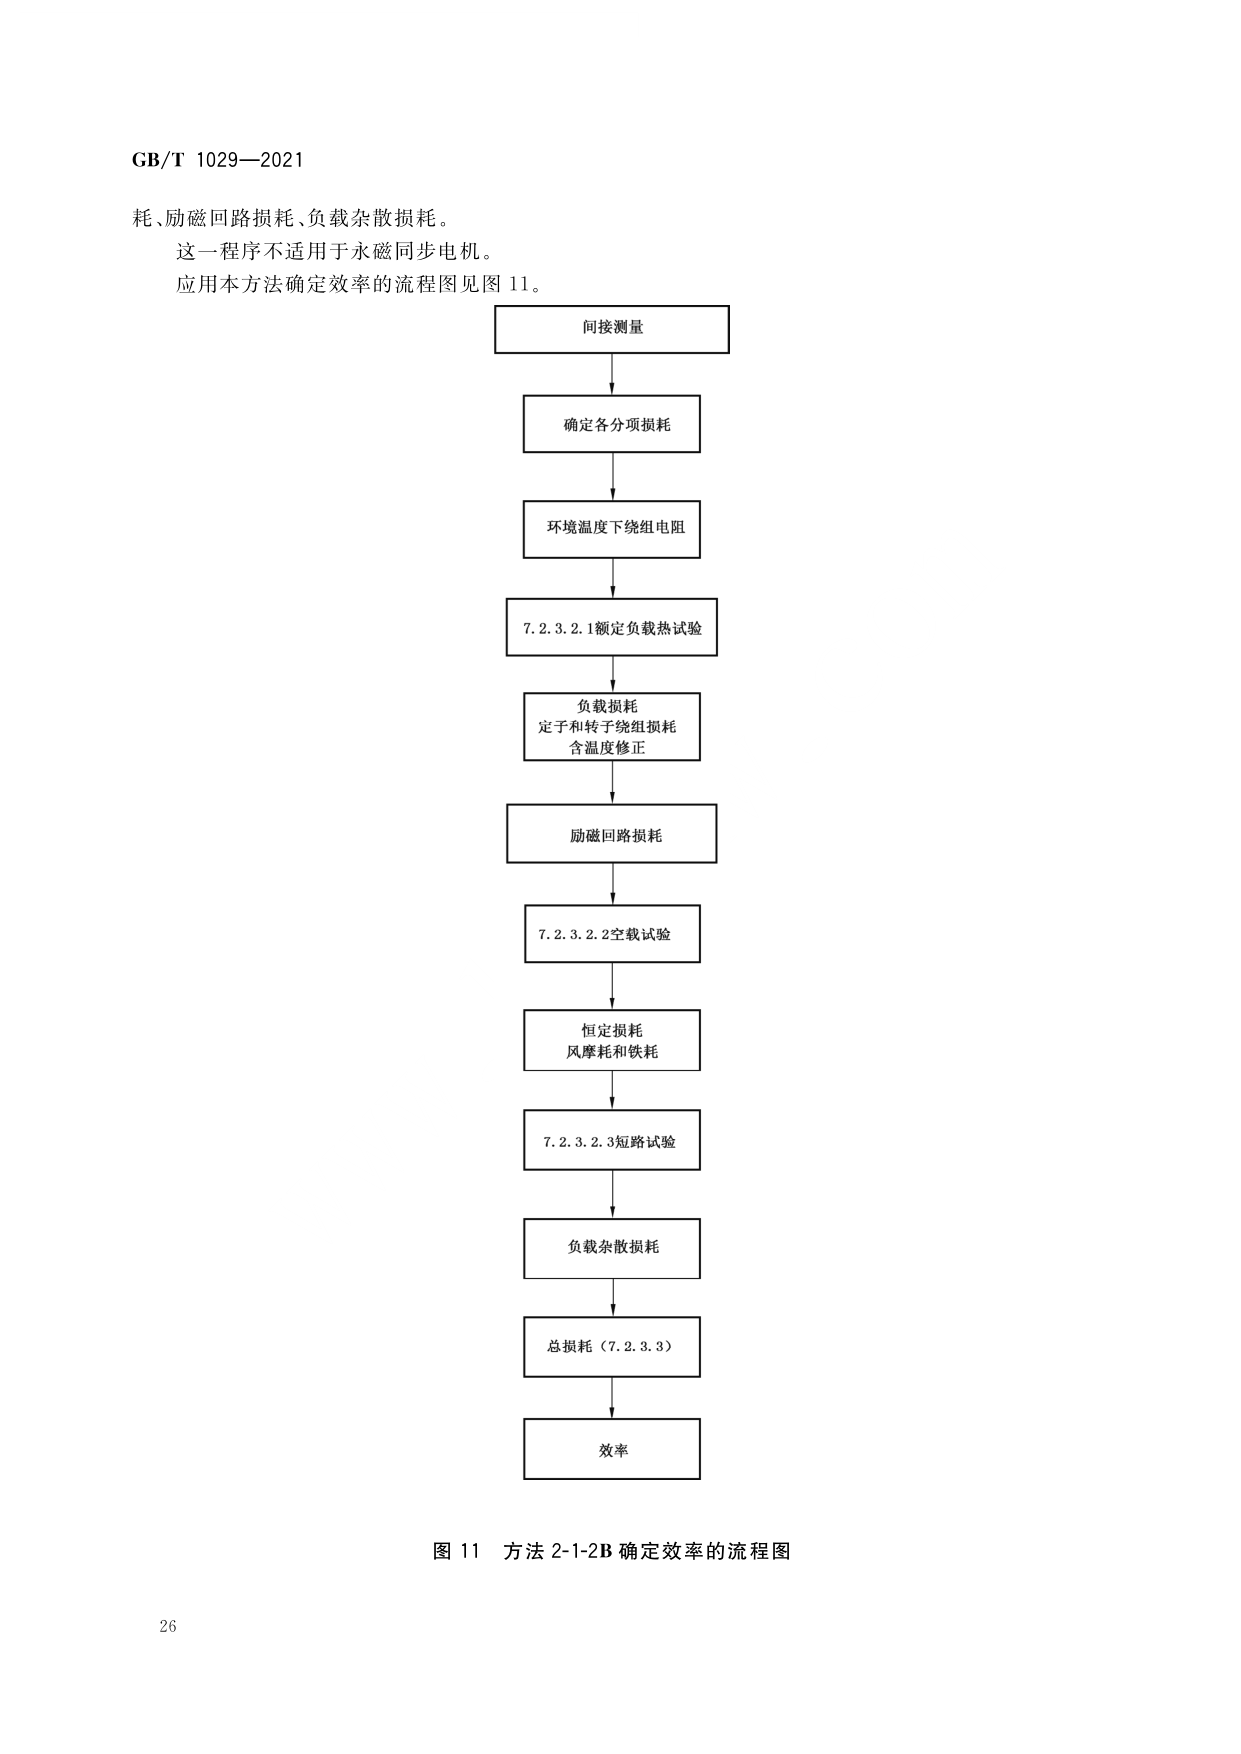 GB/T 1029—2021
耗、励磁回路损耗、负载杂散损耗。
这一程序不适用于永磁同步电机。
应用本方法确定效率的流程图见图 11。
间接测量
确定各分项损耗
环境温度下绕组电阻
7.2.3.2.1额定负载热试验
负载损耗
定子和转子绕组损耗
含温度修正
励磁回路损耗
7.2.3.2.2空载试验
恒定损耗
风摩耗和铁耗
7.2.3.2.3短路试验
负载杂散损耗
总损耗（7.2.3.3）
效率
图 11 方法 2-1-2B 确定效率的流程图
26